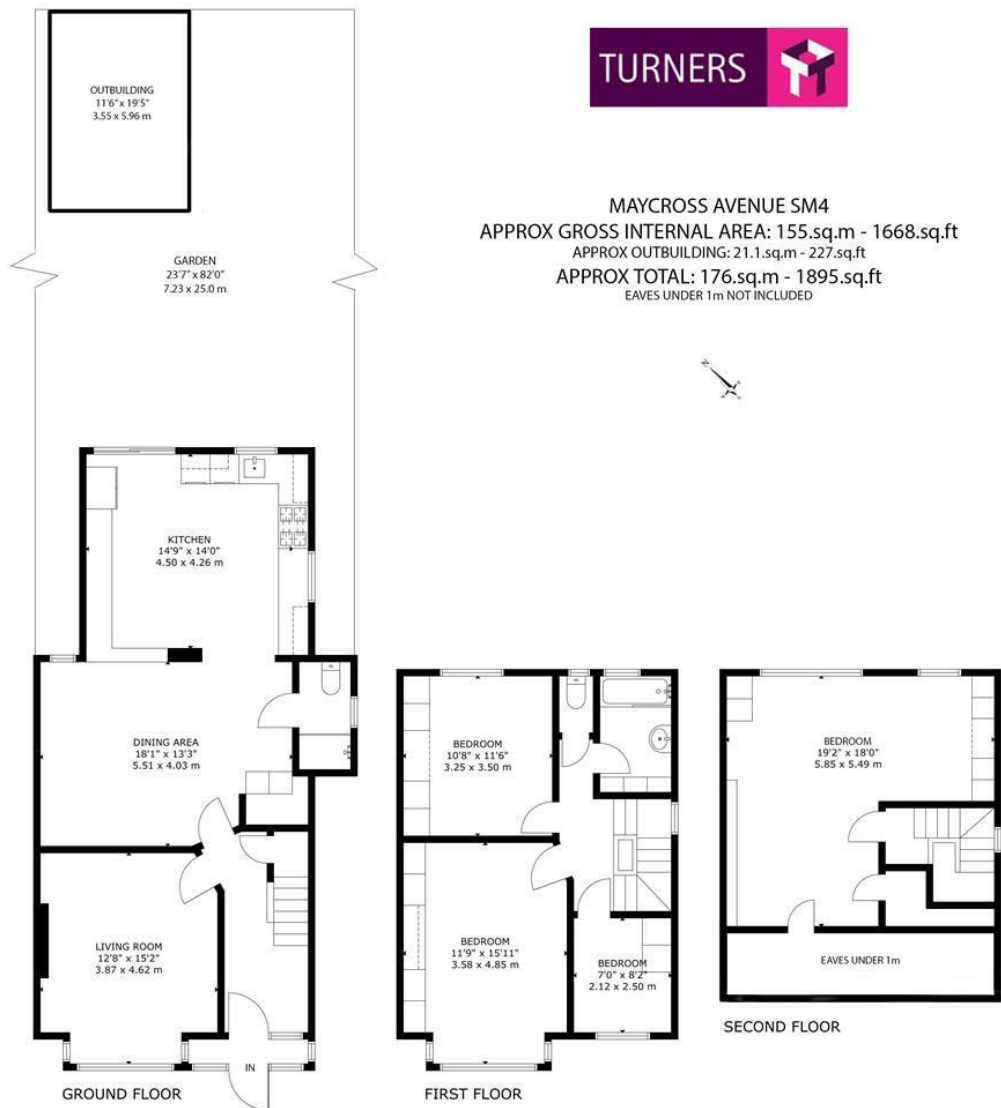 TURNERS
MAYCROSS AVENUE SM4
APPROX GROSS INTERNAL AREA: 155.sq.m - 1668.sq.ft
APPROX OUTBUILDING: 21.1.sq.m - 227.sq.ft
APPROX TOTAL: 176.sq.m - 1895.sq.ft
EAVES UNDER 1m NOT INCLUDED
N
OUTBUILDING
11'6" x 19'5"
3.55 x 5.96 m
GARDEN
23'7" x 82'0"
7.23 x 25.0 m
KITCHEN
14'9" x 14'0"
4.50 x 4.26 m
DINING AREA
18'1" x 13'3"
5.51 x 4.03 m
LIVING ROOM
12'8" x 15'2"
3.87 x 4.62 m
IN
GROUND FLOOR
BEDROOM
10'8" x 11'6
3.25 x 3.50 m
BEDROOM
11'9" x 15'11"
3.58 x 4.85 m
BEDROOM
7'0" x 8'2"
2.12 x 2.50 m
FIRST FLOOR
BEDROOM
19'2" x 18'0"
5.85 x 5.49 m
EAVES UNDER 1m
SECOND FLOOR